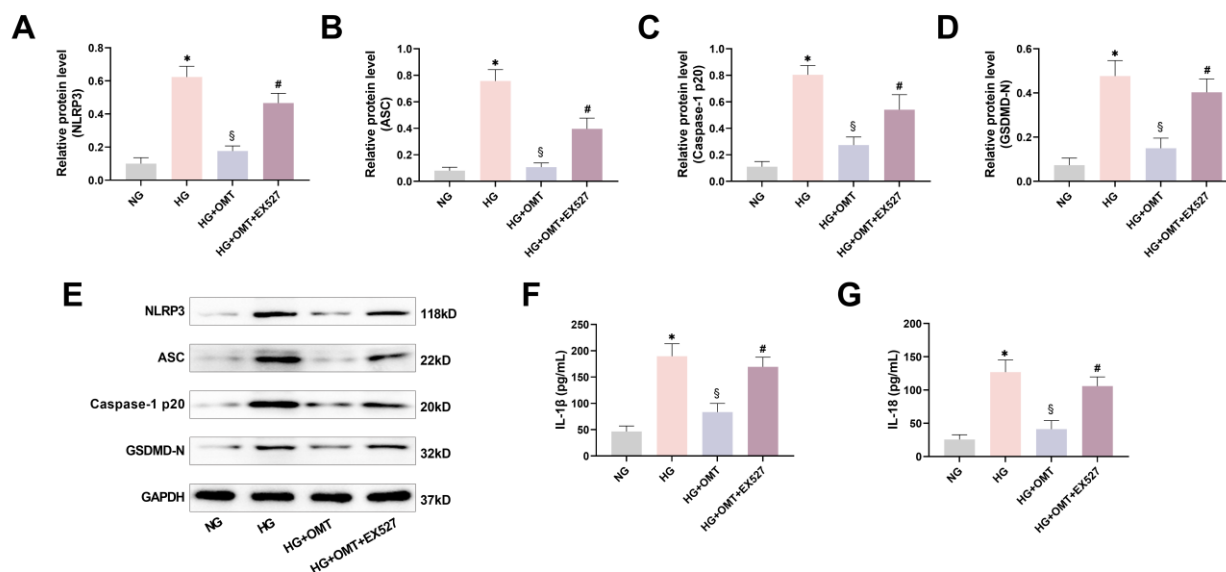 A
Relative protein level
(NLRP3)
0.8
0.6
0.4
0.2
0.0
*
§
#
NG
HG
HG+OMT
HG+OMT+EX527
B
Relative protein level
(ASC)
1.0
0.8
0.6
0.4
0.2
0.0
*
§
#
NG
HG
HG+OMT
HG+OMT+EX527
C
Relative protein level
(Caspase-1 p20)
1.0
0.8
0.6
0.4
0.2
0.0
*
§
#
NG
HG
HG+OMT
HG+OMT+EX527
D
Relative protein level
(GSDMD-N)
0.6
0.4
0.2
0.0
*
§
#
NG
HG
HG+OMT
HG+OMT+EX527
E
NLRP3 118kD
ASC 22kD
Caspase-1 p20 20kD
GSDMD-N 32kD
GAPDH 37kD
NG
HG
HG+OMT
HG+OMT+EX527
F
IL-1β (pg/mL)
250
200
150
100
50
0
*
§
#
NG
HG
HG+OMT
HG+OMT+EX527
G
IL-18 (pg/mL)
200
150
100
50
0
*
§
#
NG
HG
HG+OMT
HG+OMT+EX527